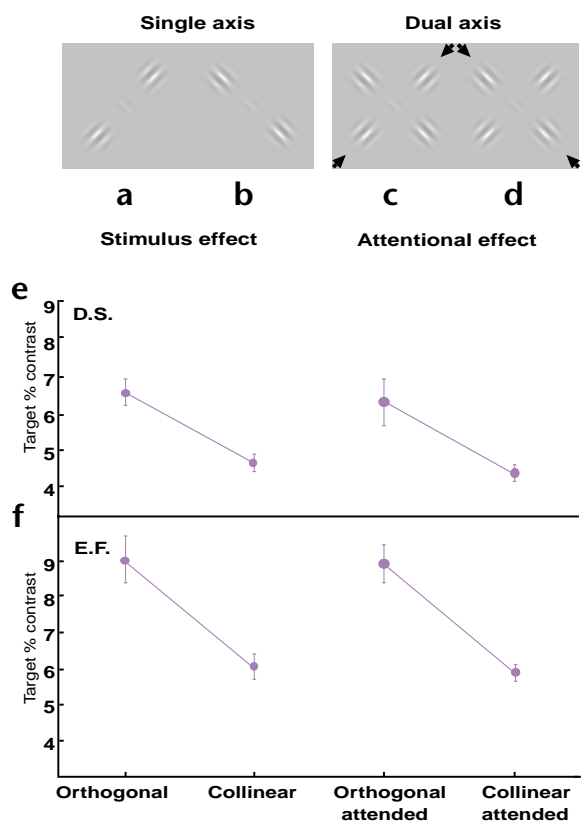 Single axis
Dual axis
a
b
c
d
Stimulus effect
Attentional effect
e
D.S.
Target % contrast
9
8
7
6
5
4
f
E.F.
Target % contrast
9
8
7
6
5
4
Orthogonal
Collinear
Orthogonal
attended
Collinear
attended